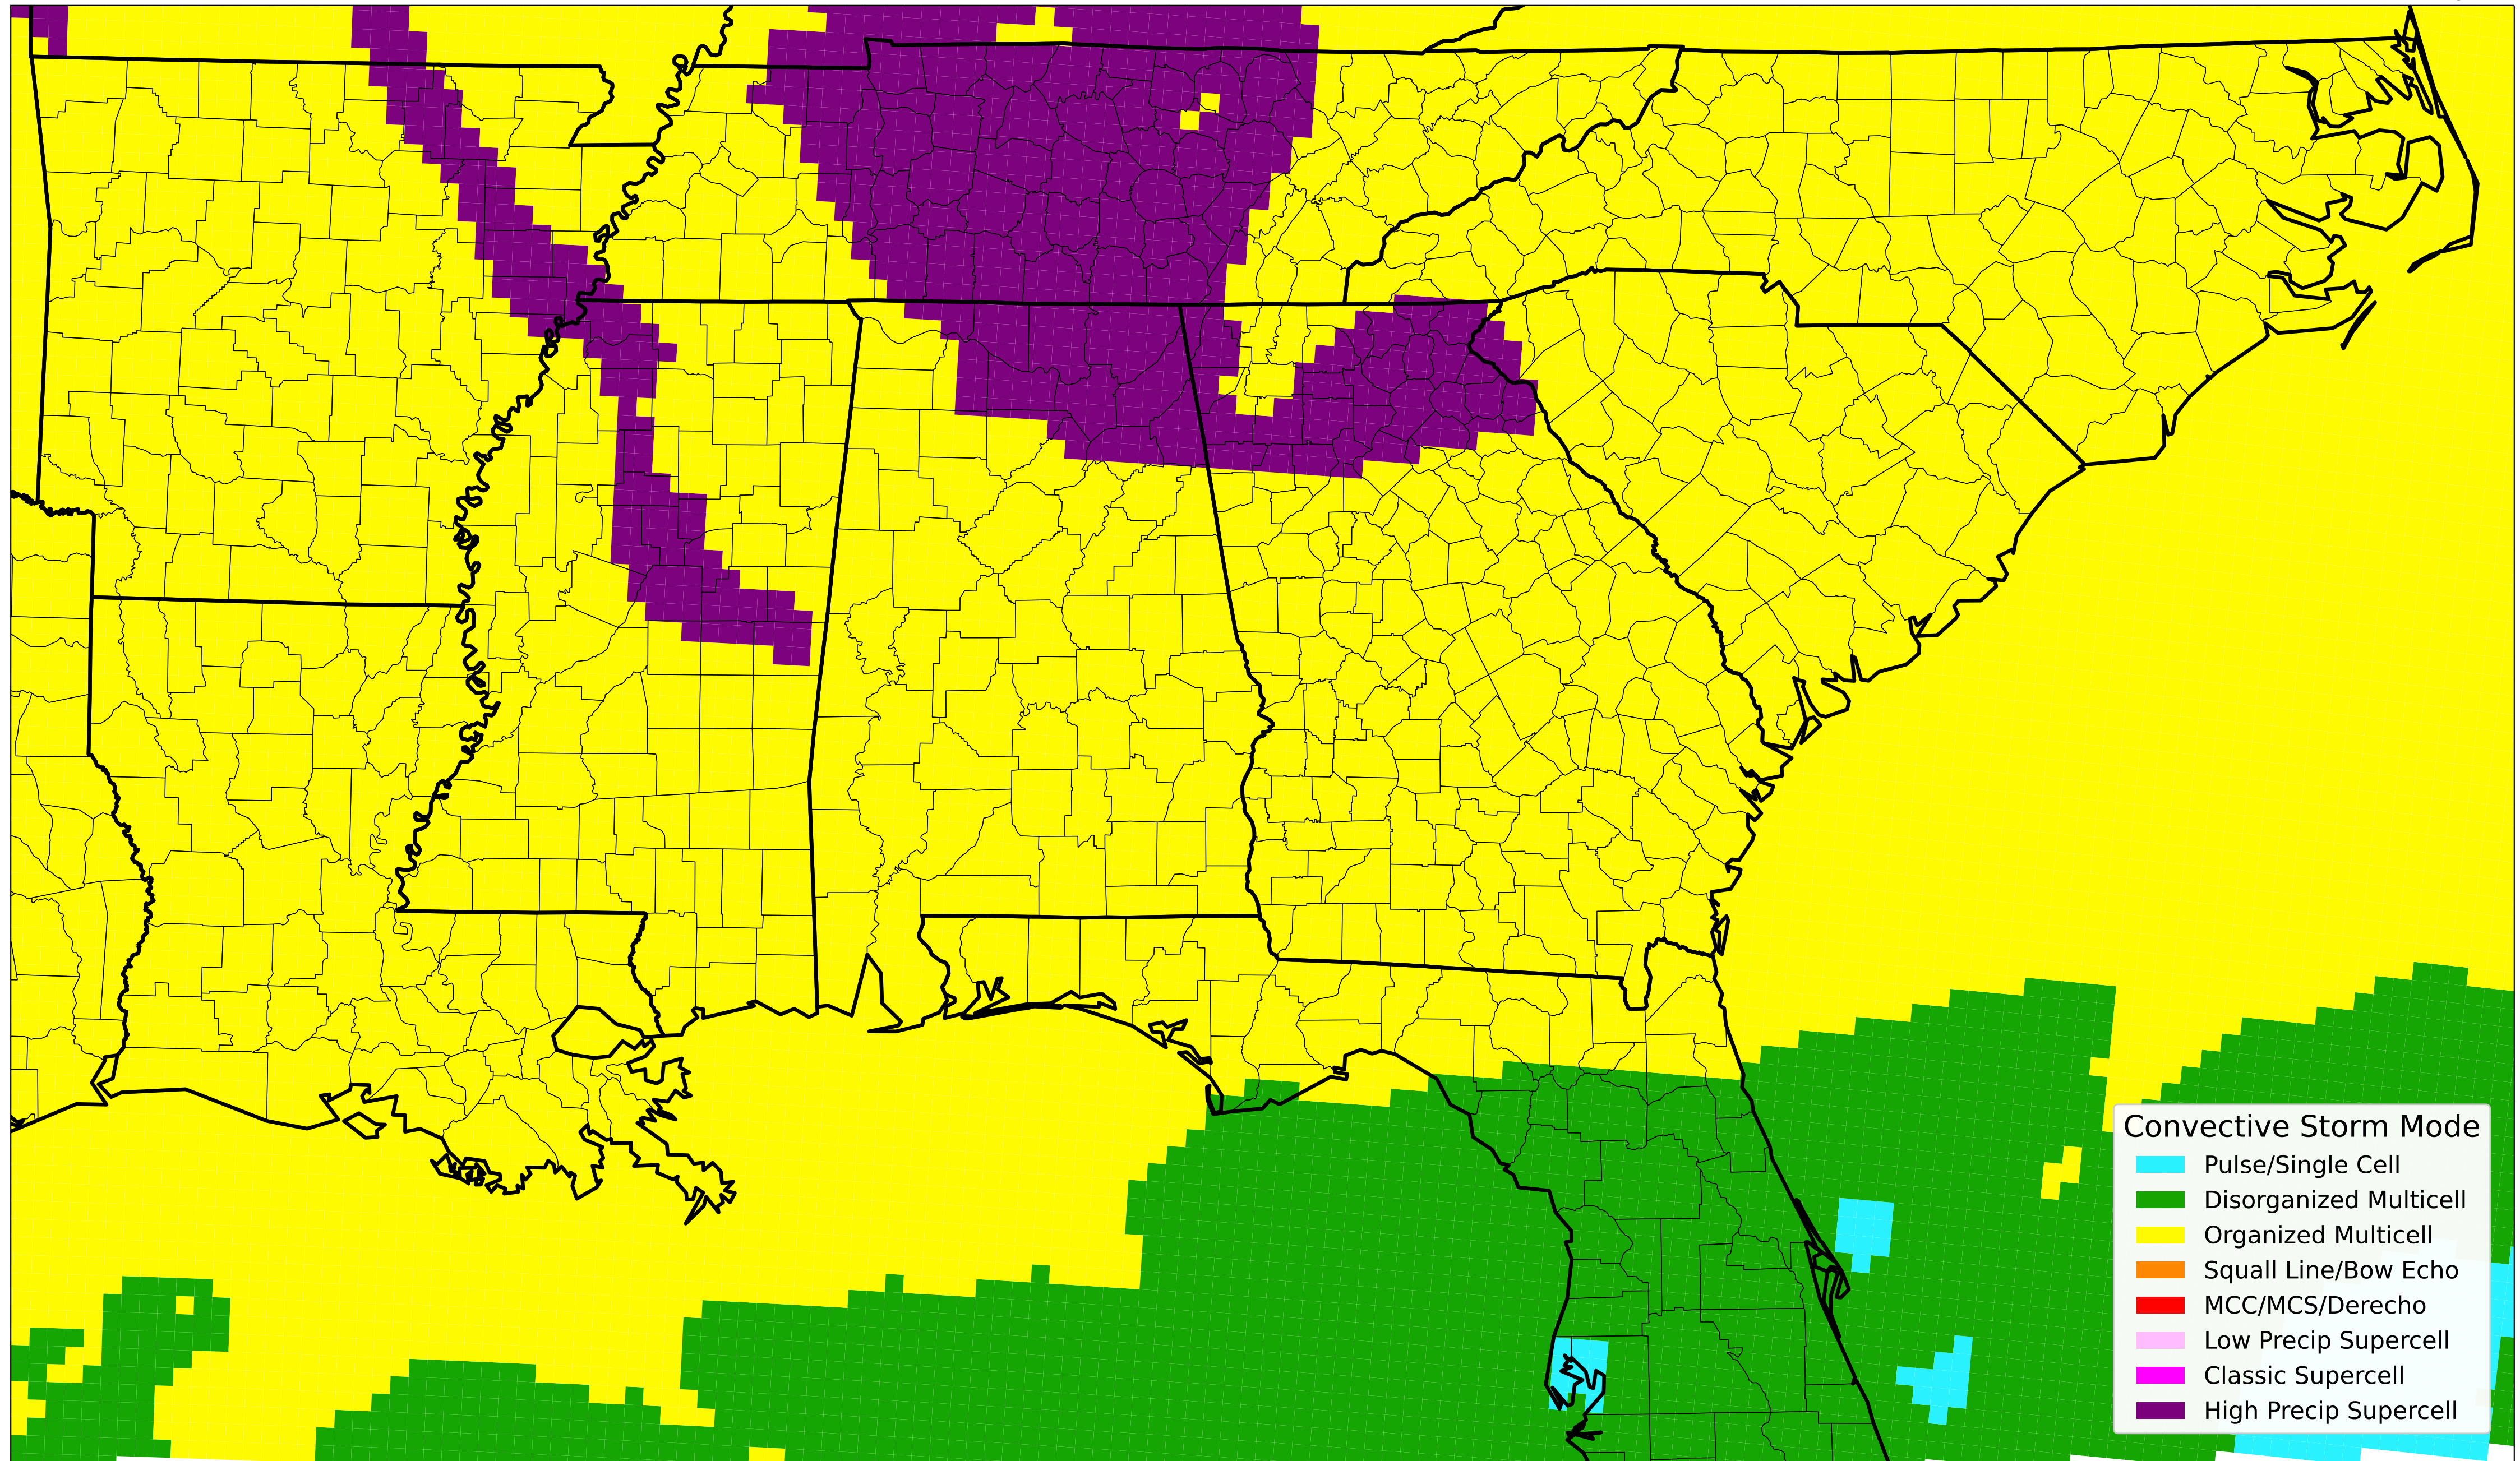 Convective Storm Mode
Pulse/Single Cell
Disorganized Multicell
Organized Multicell
Squall Line/Bow Echo
MCC/MCS/Derecho
Low Precip Supercell
Classic Supercell
High Precip Supercell